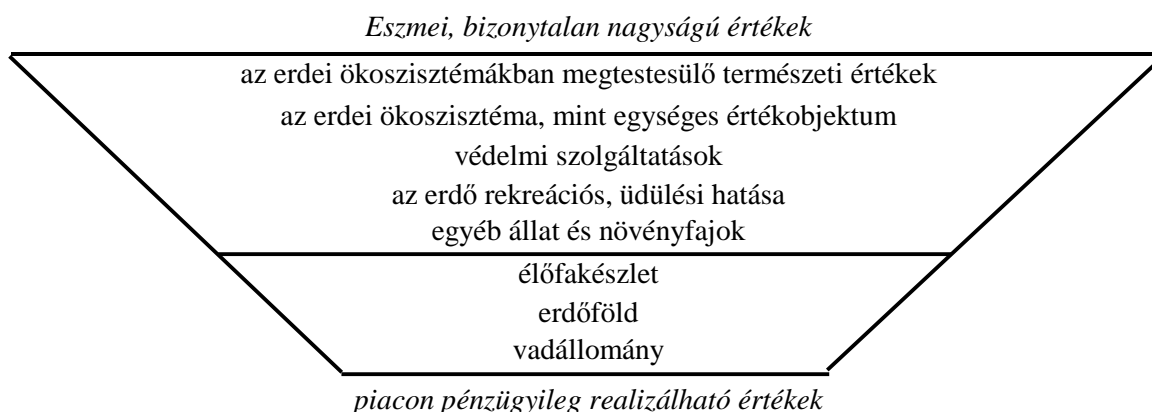 Eszmei, bizonytalan nagyságú értékek
az erdei ökoszisztémákban megtestesülő természeti értékek
az erdei ökoszisztéma, mint egységes értékobjektum
védelmi szolgáltatások
az erdő rekreációs, üdülési hatása
egyéb állat és növényfajok
élőfakészlet
erdőföld
vadállomány
piacon pénzügyileg realizálható értékek